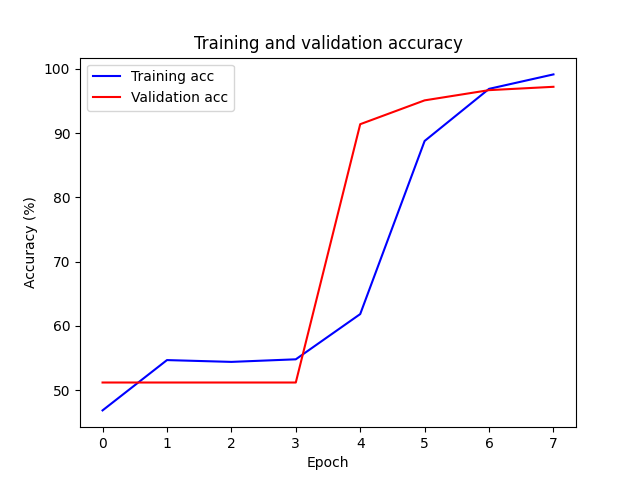 Training and validation accuracy
Training acc
Validation acc
Accuracy (%)
100
90
80
70
60
50
0 1 2 3 4 5 6 7
Epoch